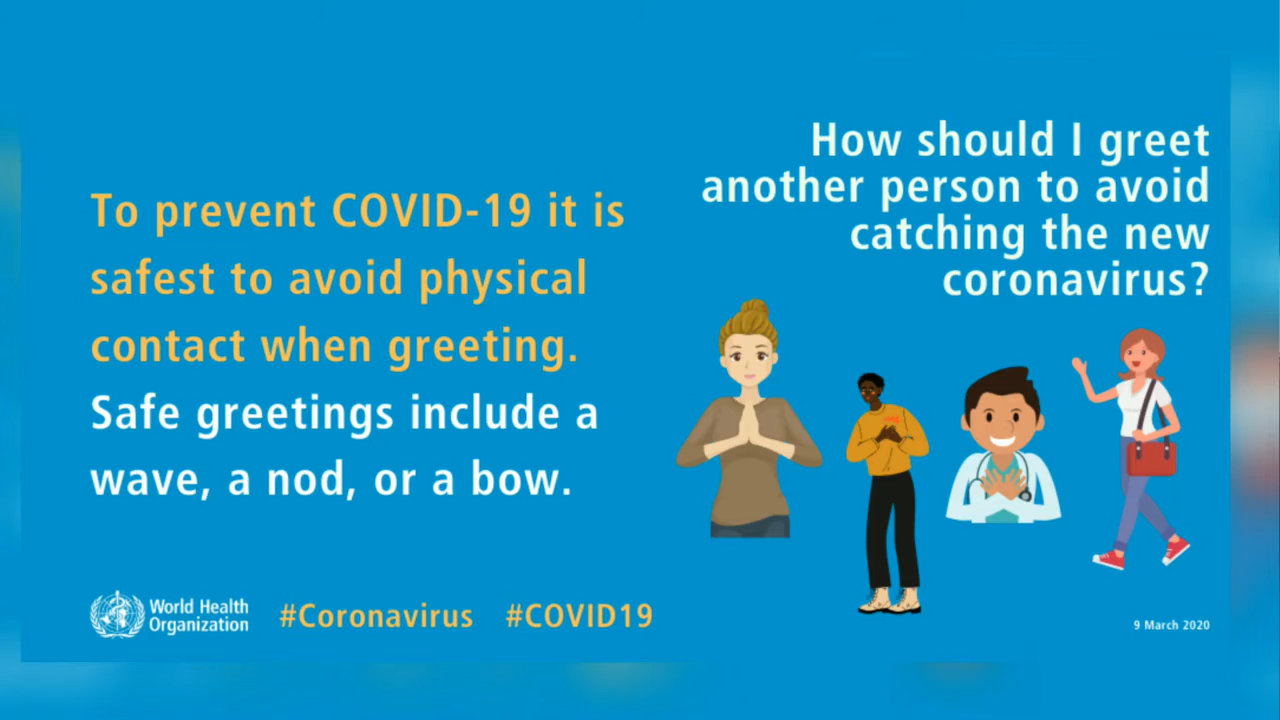 How should I greet
another person to avoid
catching the new
coronavirus?
To prevent COVID-19 it is
safest to avoid physical
contact when greeting.
Safe greetings include a
wave, a nod, or a bow.
World Health
Organization
#Coronavirus #COVID19
9 March 2020